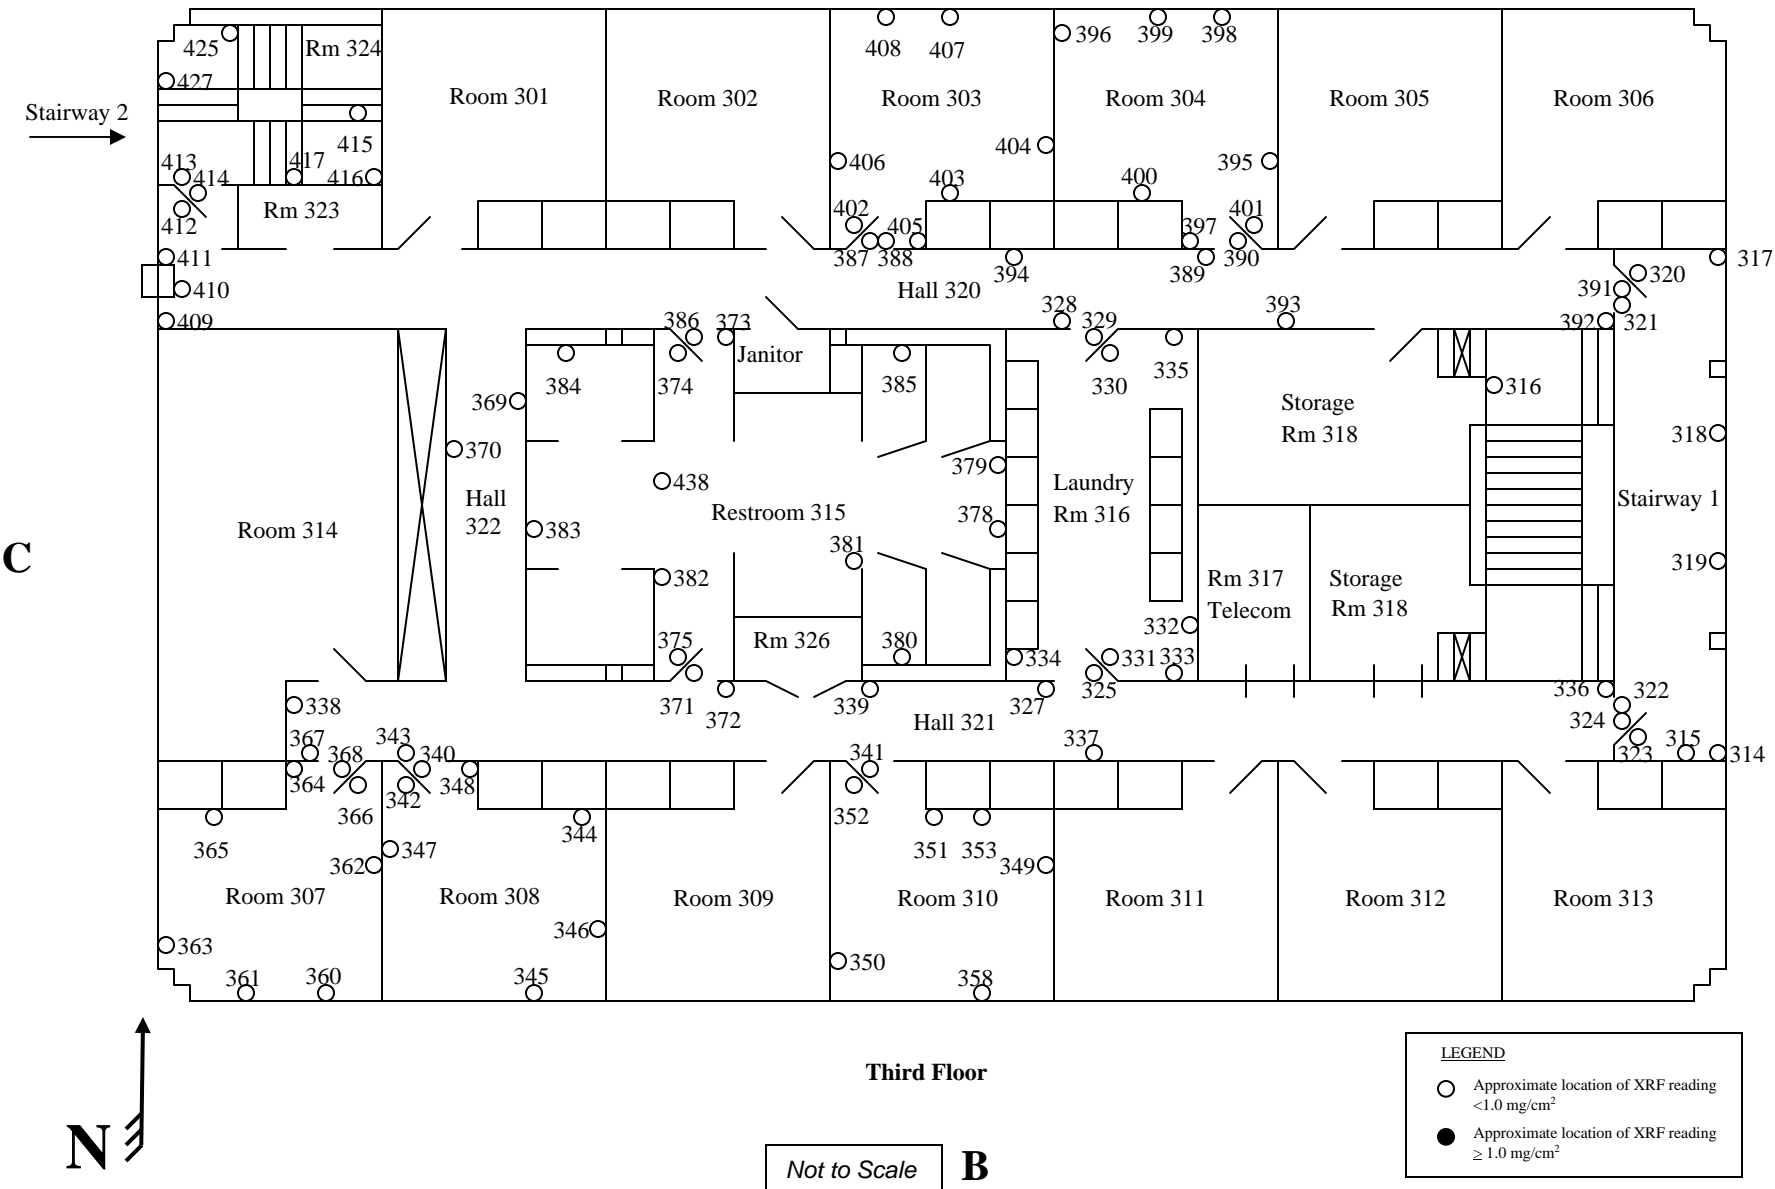 408
407
396
399
398
425
Rm 324
427
Room 301
Room 302
Room 303
Room 304
Room 305
Room 306
Stairway 2
415
404
413
414
417
416
406
395
403
400
412
Rm 323
402
405
397
401
411
387
388
394
389
390
317
410
Hall 320
391
320
409
386
373
328
329
393
392
321
Janitor
384
374
385
330
335
316
369
Storage
Rm 318
370
379
318
438
Laundry
Rm 316
Hall
322
Restroom 315
378
Stairway 1
C
Room 314
383
381
319
382
Rm 317
Telecom
Storage
Rm 318
375
Rm 326
380
332
334
331
333
371
372
339
327
325
336
322
338
Hall 321
324
367
368
343
340
341
337
323
315
314
364
366
342
348
352
365
344
351
353
362
347
349
Room 307
Room 308
Room 309
Room 310
Room 311
Room 312
Room 313
346
363
350
361
360
345
358
LEGEND
Third Floor
Approximate location of XRF reading
<1.0 mg/cm²
Approximate location of XRF reading
≥ 1.0 mg/cm²
N
Not to Scale
B